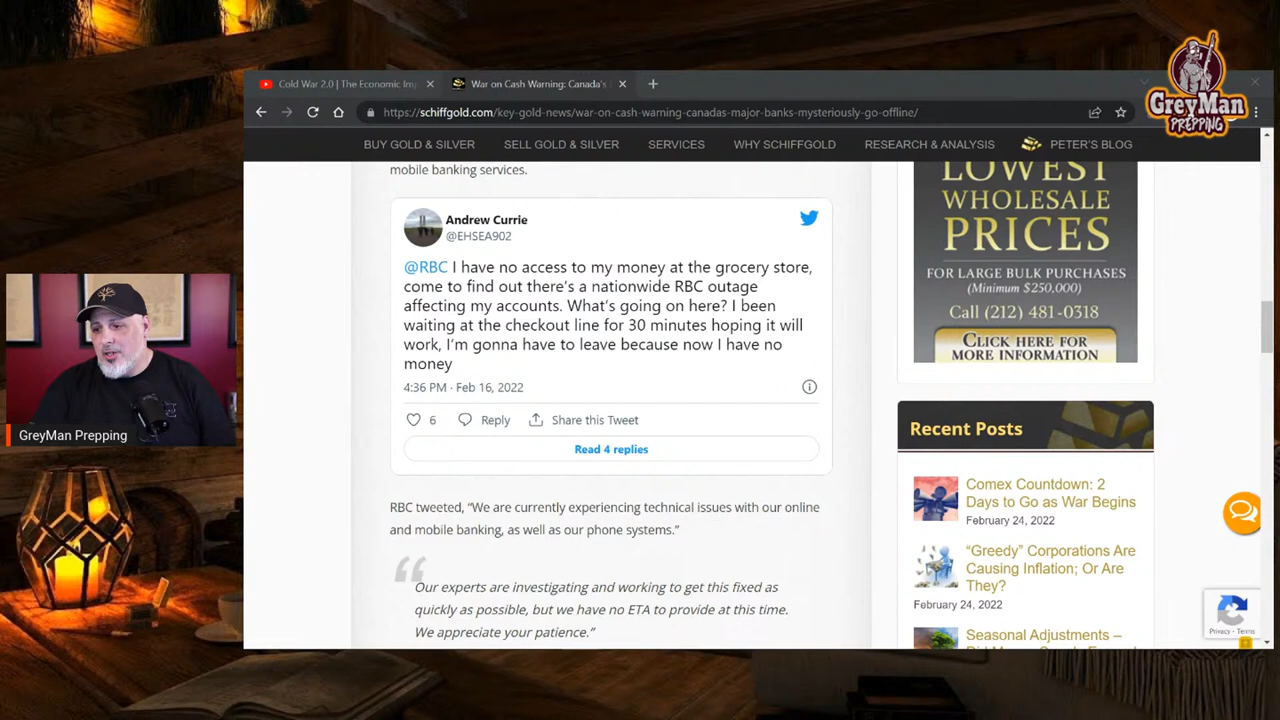 GreyMan
PREPPING
Cold War 2.0 | The Economic Imp
War on Cash Warning: Canada's
https://schiffgold.com/key-gold-news/war-on-cash-warning-canadas-major-banks-mysteriously-go-offline/
BUY GOLD & SILVER SELL GOLD & SILVER SERVICES WHY SCHIFFGOLD RESEARCH & ANALYSIS PETER'S BLOG
mobile banking services.
Andrew Currie
@EHSEA902
@RBC I have no access to my money at the grocery store,
come to find out there's a nationwide RBC outage
affecting my accounts. What's going on here? I been
waiting at the checkout line for 30 minutes hoping it will
work, I'm gonna have to leave because now I have no
money
4:36 PM · Feb 16, 2022
6 Reply Share this Tweet
Read 4 replies
RBC tweeted, “We are currently experiencing technical issues with our online
and mobile banking, as well as our phone systems.”
“
Our experts are investigating and working to get this fixed as
quickly as possible, but we have no ETA to provide at this time.
We appreciate your patience.”
LOWEST
WHOLESALE
PRICES
FOR LARGE BULK PURCHASES
(Minimum $250,000)
Call (212) 481-0318
CLICK HERE FOR
MORE INFORMATION
Recent Posts
Comex Countdown: 2
Days to Go as War Begins
February 24, 2022
“Greedy” Corporations Are
Causing Inflation; Or Are
They?
February 24, 2022
Seasonal Adjustments –
Privacy - Terms
GreyMan Prepping